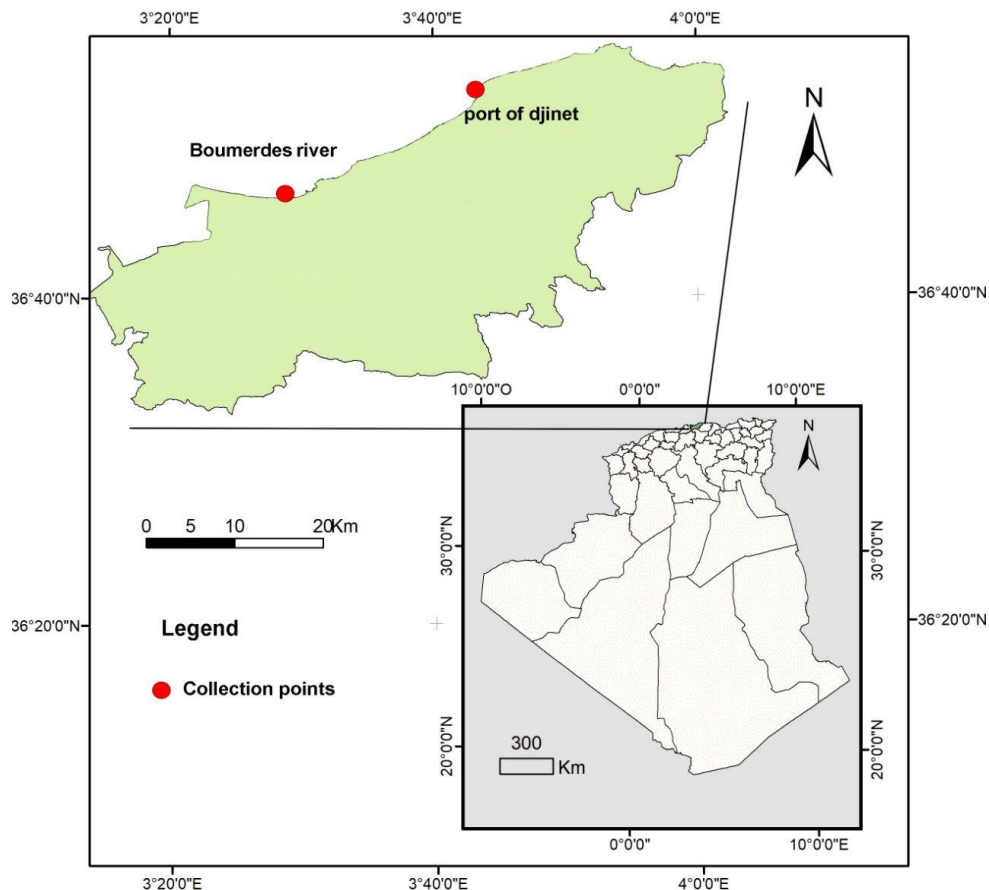 3°20'0"E 3°40'0"E 4°0'0"E
N
port of djinet
Boumerdes river
36°40'0"N 36°40'0"N
10°0'0"O 0°0'0" 10°0'0"E
N
0 5 10 20Km
30°0'0"N 30°0'0"N
36°20'0"N 36°20'0"N
Legend
Collection points
300
Km
20°0'0"N 20°0'0"N
0°0'0" 10°0'0"E
3°20'0"E 3°40'0"E 4°0'0"E